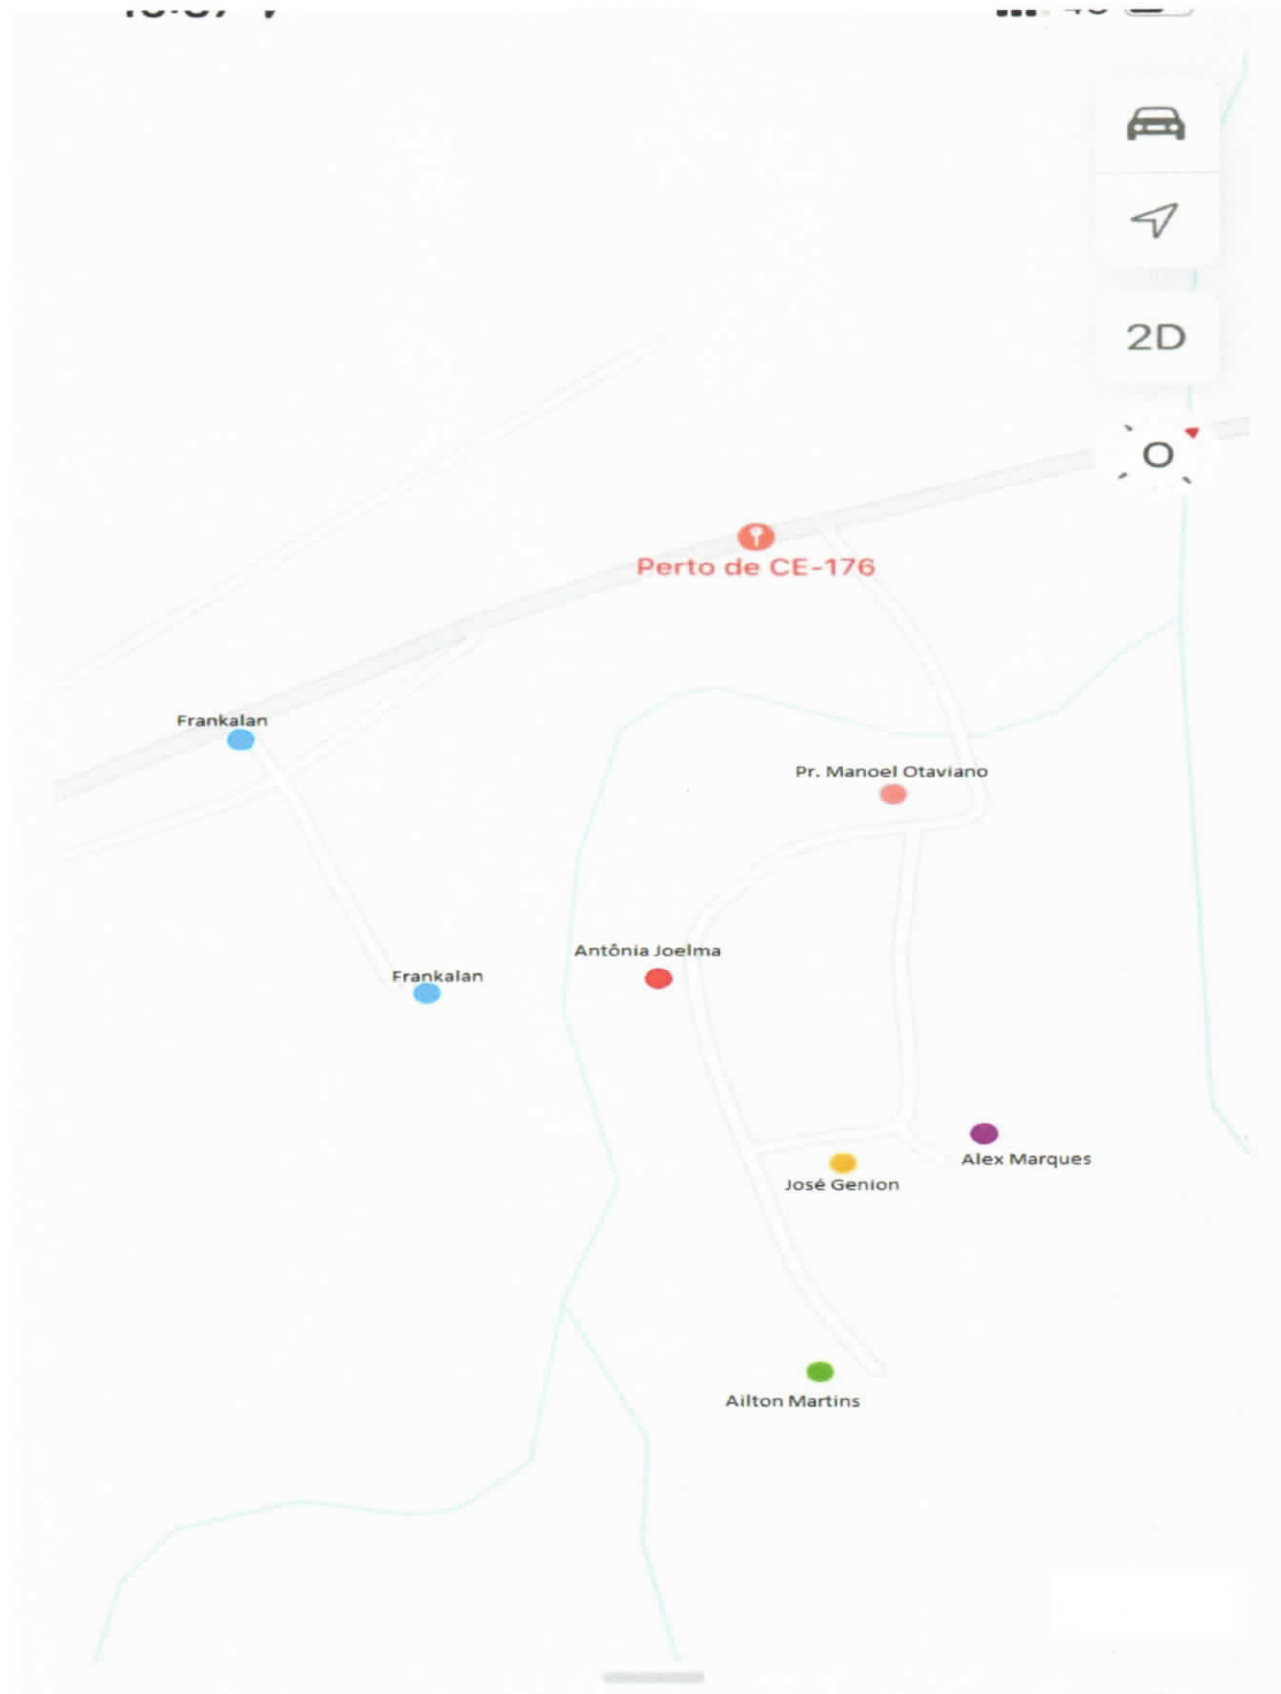 2D
O
Perto de CE-176
Frankalan
Pr. Manoel Otaviano
Antônia Joelma
Frankalan
Alex Marques
José Genion
Ailton Martins